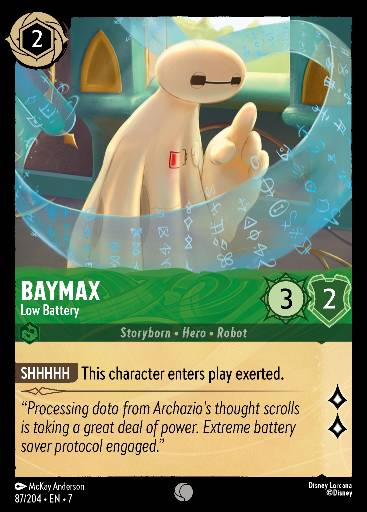 2
BAYMAX
Low Battery
3
2
Storyborn • Hero • Robot
SHHHHH This character enters play exerted.
“Processing data from Archazio’s thought scrolls
is taking a great deal of power. Extreme battery
saver protocol engaged.”
McKay Anderson
87/204 • EN • 7
Disney Lorcana
©Disney